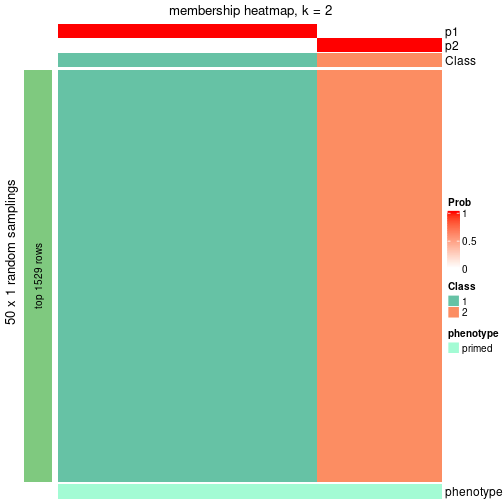 membership heatmap, k = 2
p1
p2
Class
50 x 1 random samplings
top 1529 rows
Prob
1
0.5
0
Class
1
2
phenotype
primed
phenotype